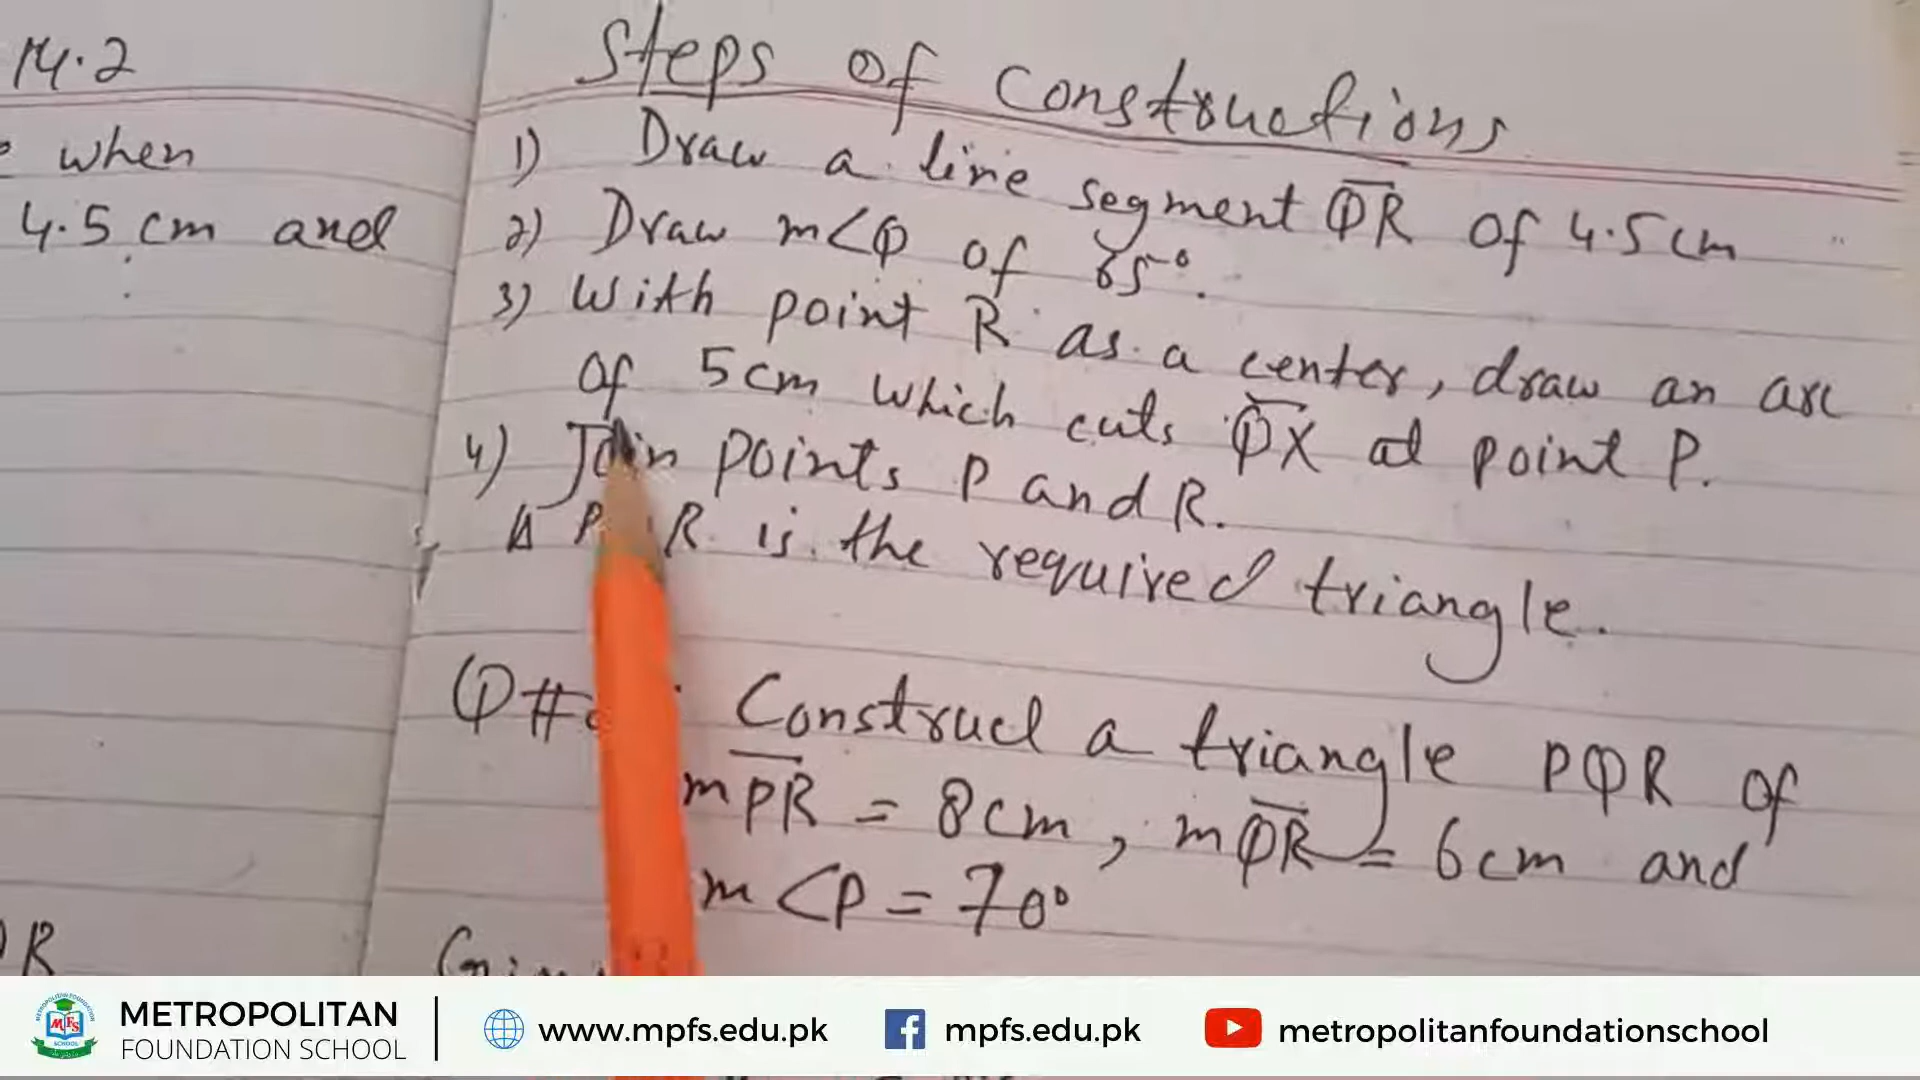 14.2
when
4.5 cm and
Steps of Constructions
1) Draw a line segment QR of 4.5cm
2) Draw m<Q of 65°.
3) With point R as a center, draw an arc
of 5cm which cuts QX at point P.
4) Join points P and R.
Δ P R is the required triangle.
Q# Construct a triangle PQR of
mPR = 8cm, mQR = 6cm and
m<P = 70°
R
METROPOLITAN
FOUNDATION SCHOOL
www.mpfs.edu.pk
mpfs.edu.pk
metropolitanfoundationschool
MFS
SCHOOL